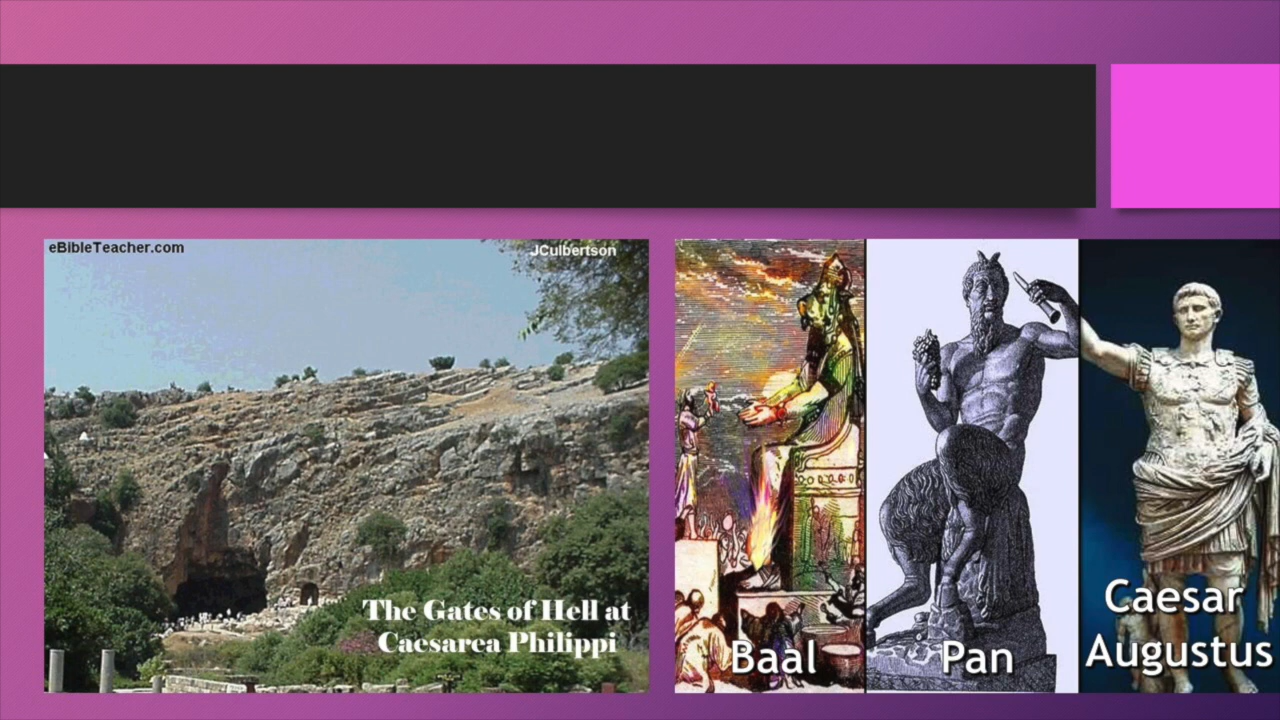 eBibleTeacher.com
JCulbertson
The Gates of Hell at
Caesarea Philippi
Baal
Pan
Caesar
Augustus